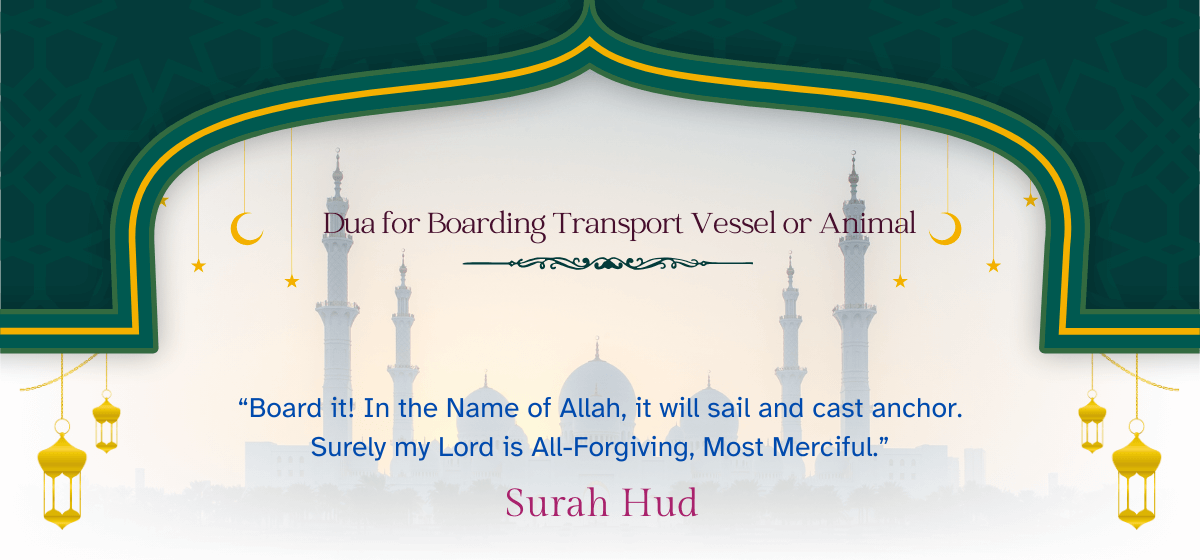 Dua for Boarding Transport Vessel or Animal
“Board it! In the Name of Allah, it will sail and cast anchor.
Surely my Lord is All-Forgiving, Most Merciful.”
Surah Hud